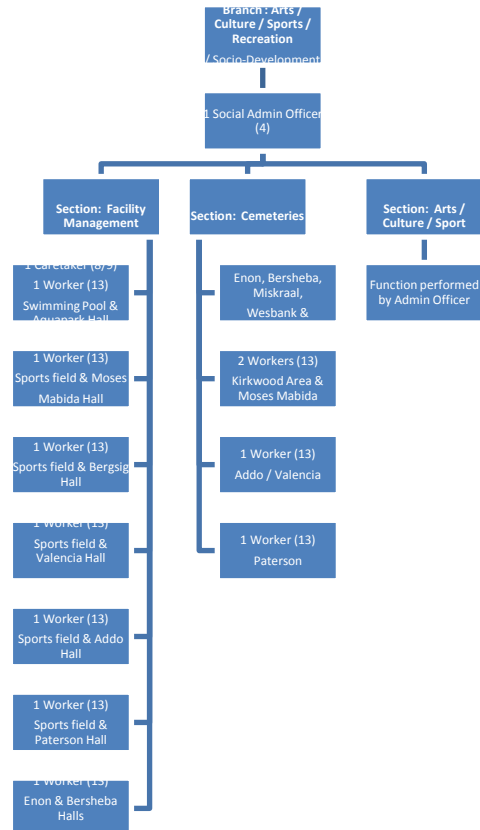 Branch : Arts /
Culture / Sports /
Recreation
/ Socio-Development
1 Social Admin Officer
(4)
Section: Facility
Management
1 Caretaker (8/9)
1 Worker (13)
Swimming Pool &
Aquapark Hall
1 Worker (13)
Sports field & Moses
Mabida Hall
1 Worker (13)
Sports field & Bergsig
Hall
1 Worker (13)
Sports field &
Valencia Hall
1 Worker (13)
Sports field & Addo
Hall
1 Worker (13)
Sports field &
Paterson Hall
1 Worker (13)
Enon & Bersheba
Halls
Section: Cemeteries
Enon, Bersheba,
Miskraal,
Wesbank &
2 Workers (13)
Kirkwood Area &
Moses Mabida
1 Worker (13)
Addo / Valencia
1 Worker (13)
Paterson
Section: Arts /
Culture / Sport
Function performed
by Admin Officer